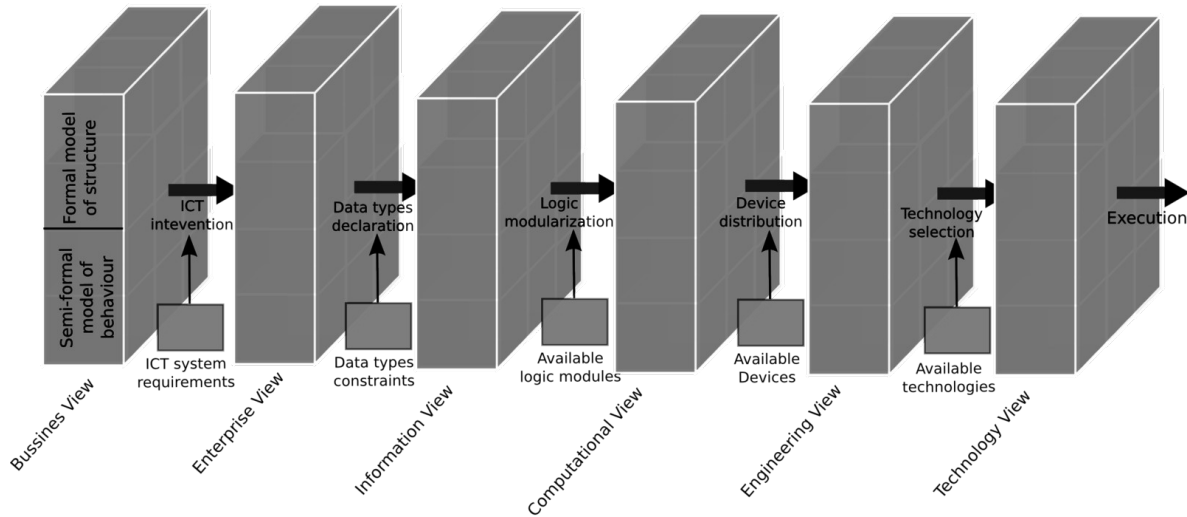 Formal model
of structure
Semi-formal
model of
behaviour
ICT
intevention
Data types
declaration
Logic
modularization
Device
distribution
Technology
selection
Execution
ICT system
requirements
Data types
constraints
Available
logic modules
Available
Devices
Available
technologies
Bussines View
Enterprise View
Information View
Computational View
Engineering View
Technology View